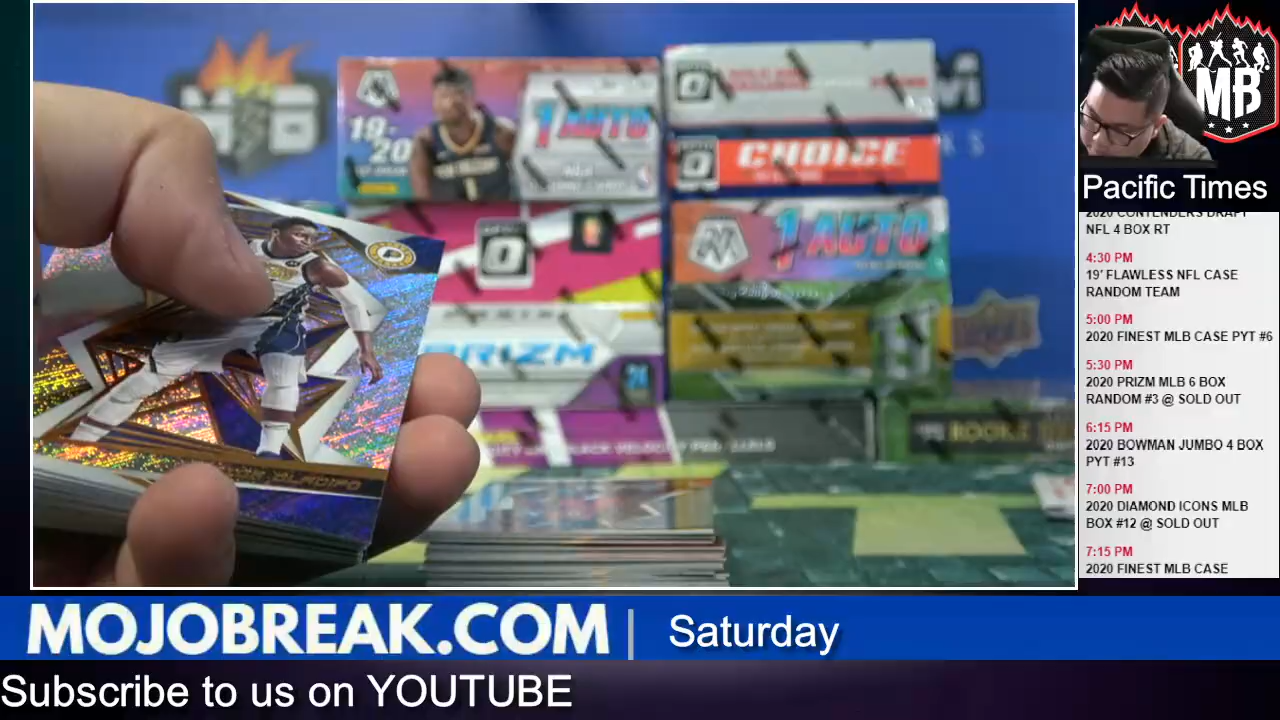 19-
20
1 AUTO
CHOICE
1 AUTO
PRIZM
OLADIPO
MB
Pacific Times
2020 CONTENDERS DRAFT
NFL 4 BOX RT
4:30 PM
19' FLAWLESS NFL CASE
RANDOM TEAM
5:00 PM
2020 FINEST MLB CASE PYT #6
5:30 PM
2020 PRIZM MLB 6 BOX
RANDOM #3 @ SOLD OUT
6:15 PM
2020 BOWMAN JUMBO 4 BOX
PYT #13
7:00 PM
2020 DIAMOND ICONS MLB
BOX #12 @ SOLD OUT
7:15 PM
2020 FINEST MLB CASE
MOJOBREAK.COM | Saturday
Subscribe to us on YOUTUBE